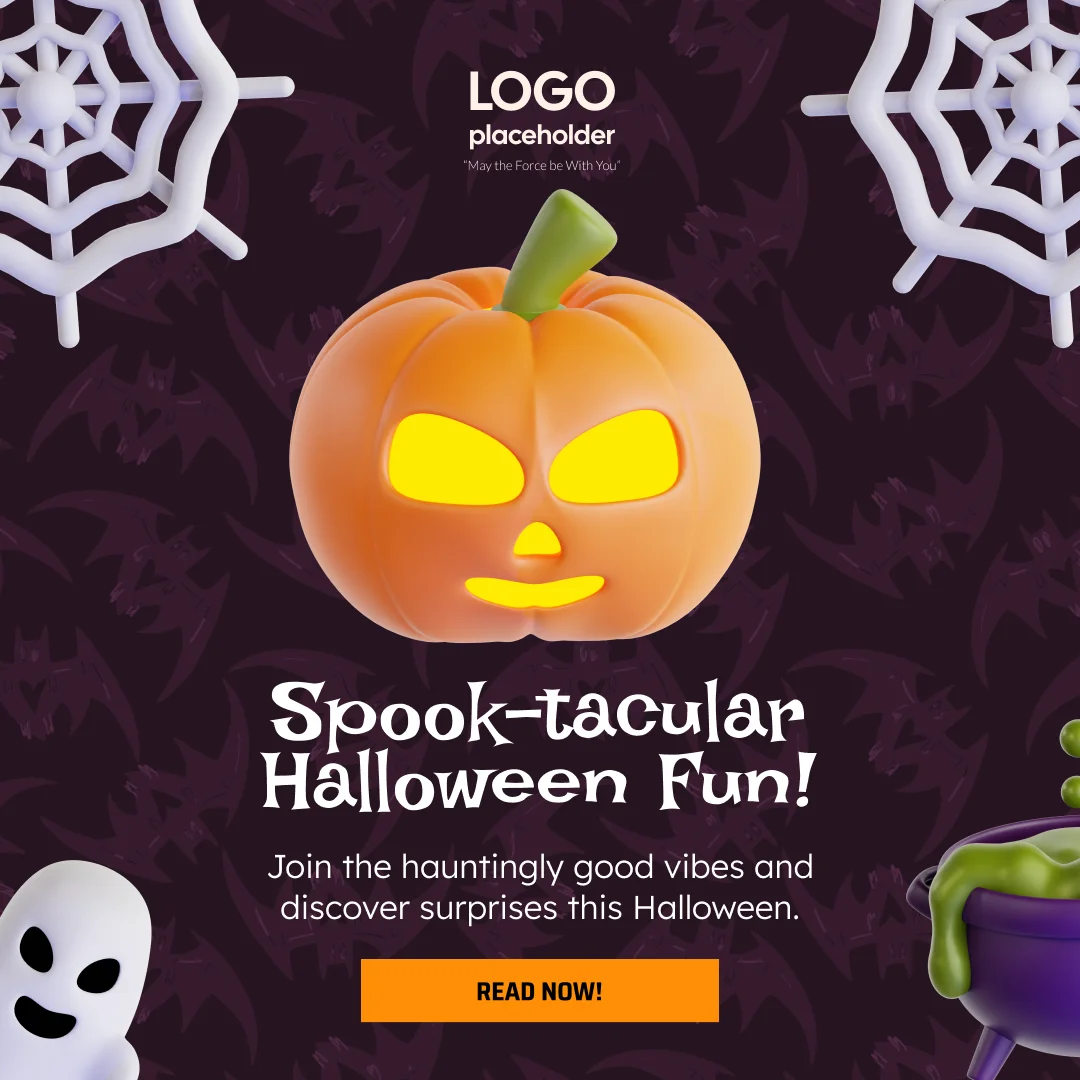 LOGO
placeholder
"May the Force be With You"
Spook-tacular
Halloween Fun!
Join the hauntingly good vibes and
discover surprises this Halloween.
READ NOW!